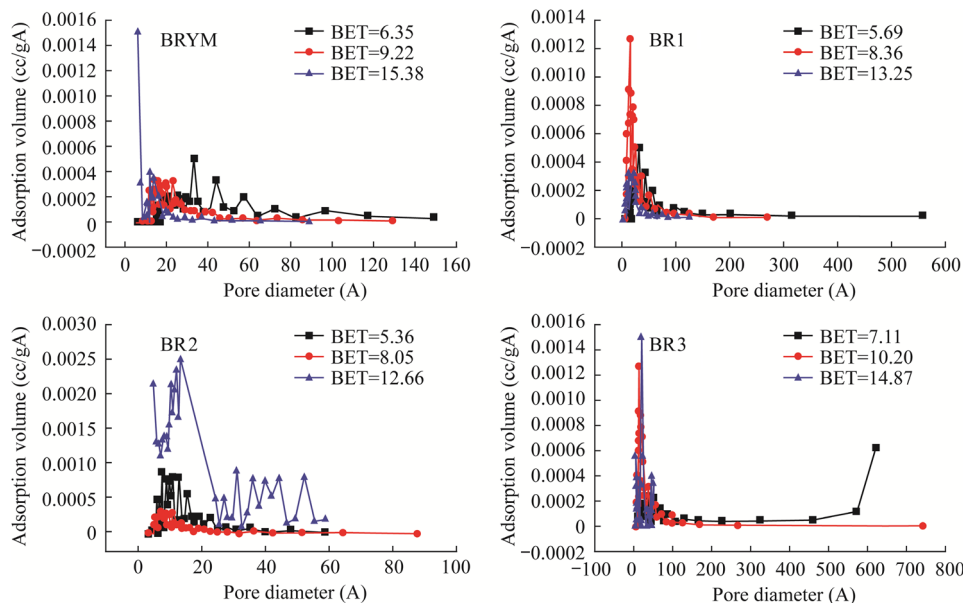 BRYM
BET=6.35
BET=9.22
BET=15.38
0.0016
0.0014
0.0012
0.0010
0.0008
0.0006
0.0004
0.0002
0
−0.0002
Adsorption volume (cc/gA)
0 20 40 60 80 100 120 140 160
Pore diameter (A)
BR1
BET=5.69
BET=8.36
BET=13.25
0.0014
0.0012
0.0010
0.0008
0.0006
0.0004
0.0002
0
−0.0002
Adsorption volume (cc/gA)
0 100 200 300 400 500 600
Pore diameter (A)
BR2
BET=5.36
BET=8.05
BET=12.66
0.0030
0.0025
0.0020
0.0015
0.0010
0.0005
0
Adsorption volume (cc/gA)
0 20 40 60 80 100
Pore diameter (A)
BR3
BET=7.11
BET=10.20
BET=14.87
0.0016
0.0014
0.0012
0.0010
0.0008
0.0006
0.0004
0.0002
0
−0.0002
Adsorption volume (cc/gA)
−100 0 100 200 300 400 500 600 700 800
Pore diameter (A)